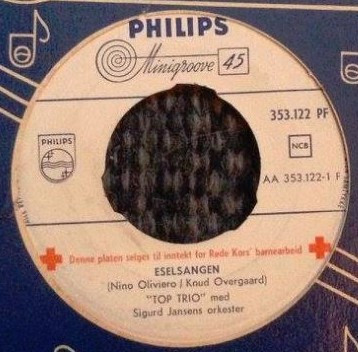 PHILIPS
Minigroove 45
353.122 PF
PHILIPS
NCB
AA 353.122-1 F
Denne platen selges til inntekt for Røde Kors' barnearbeid
ESELSANGEN
(Nino Oliviero / Knud Overgaard)
"TOP TRIO" med
Sigurd Jansens orkester